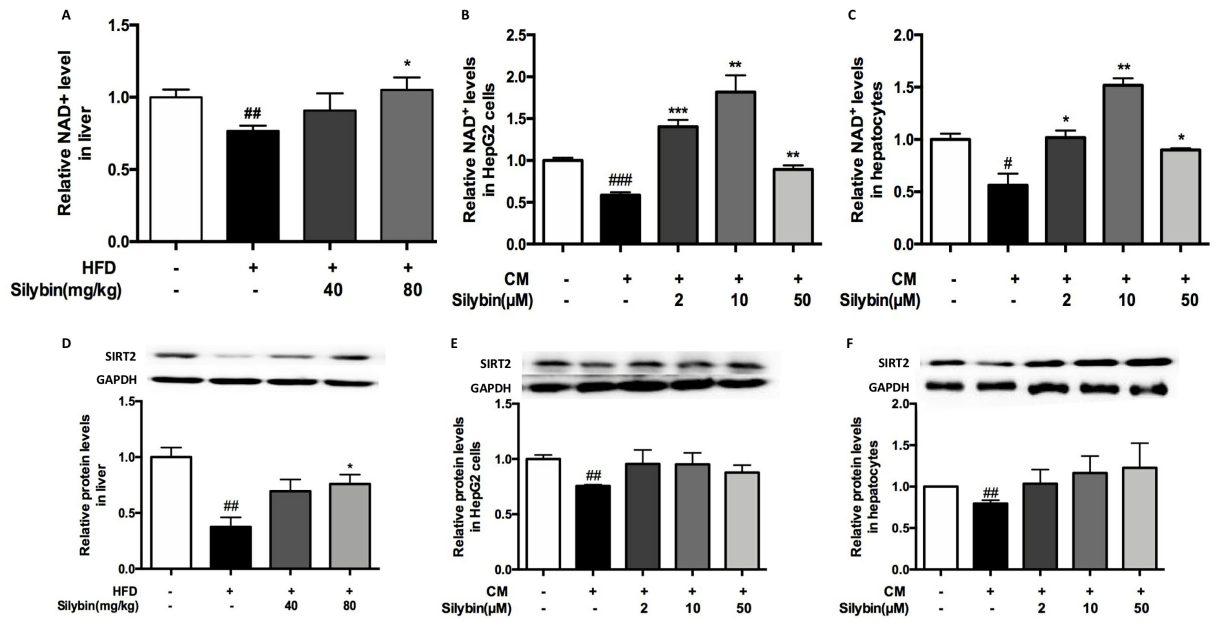 A
Relative NAD+ level
in liver
1.5
1.0
0.5
0.0
##
*
HFD - + + +
Silybin(mg/kg) - - 40 80
B
Relative NAD+ levels
in HepG2 cells
2.5
2.0
1.5
1.0
0.5
0.0
###
***
**
**
CM - + + + +
Silybin(μM) - - 2 10 50
C
Relative NAD+ levels
in hepatocytes
2.0
1.5
1.0
0.5
0.0
#
*
**
*
CM - + + + +
Silybin(μM) - - 2 10 50
D
SIRT2
GAPDH
Relative protein levels
in liver
1.5
1.0
0.5
0.0
##
*
HFD - + + +
Silybin(mg/kg) - - 40 80
E
SIRT2
GAPDH
Relative protein levels
in HepG2 cells
1.5
1.0
0.5
0.0
##
CM - + + + +
Silybin(μM) - - 2 10 50
F
SIRT2
GAPDH
Relative protein levels
in hepatocytes
2.0
1.5
1.0
0.5
0.0
##
CM - + + + +
Silybin(μM) - - 2 10 50